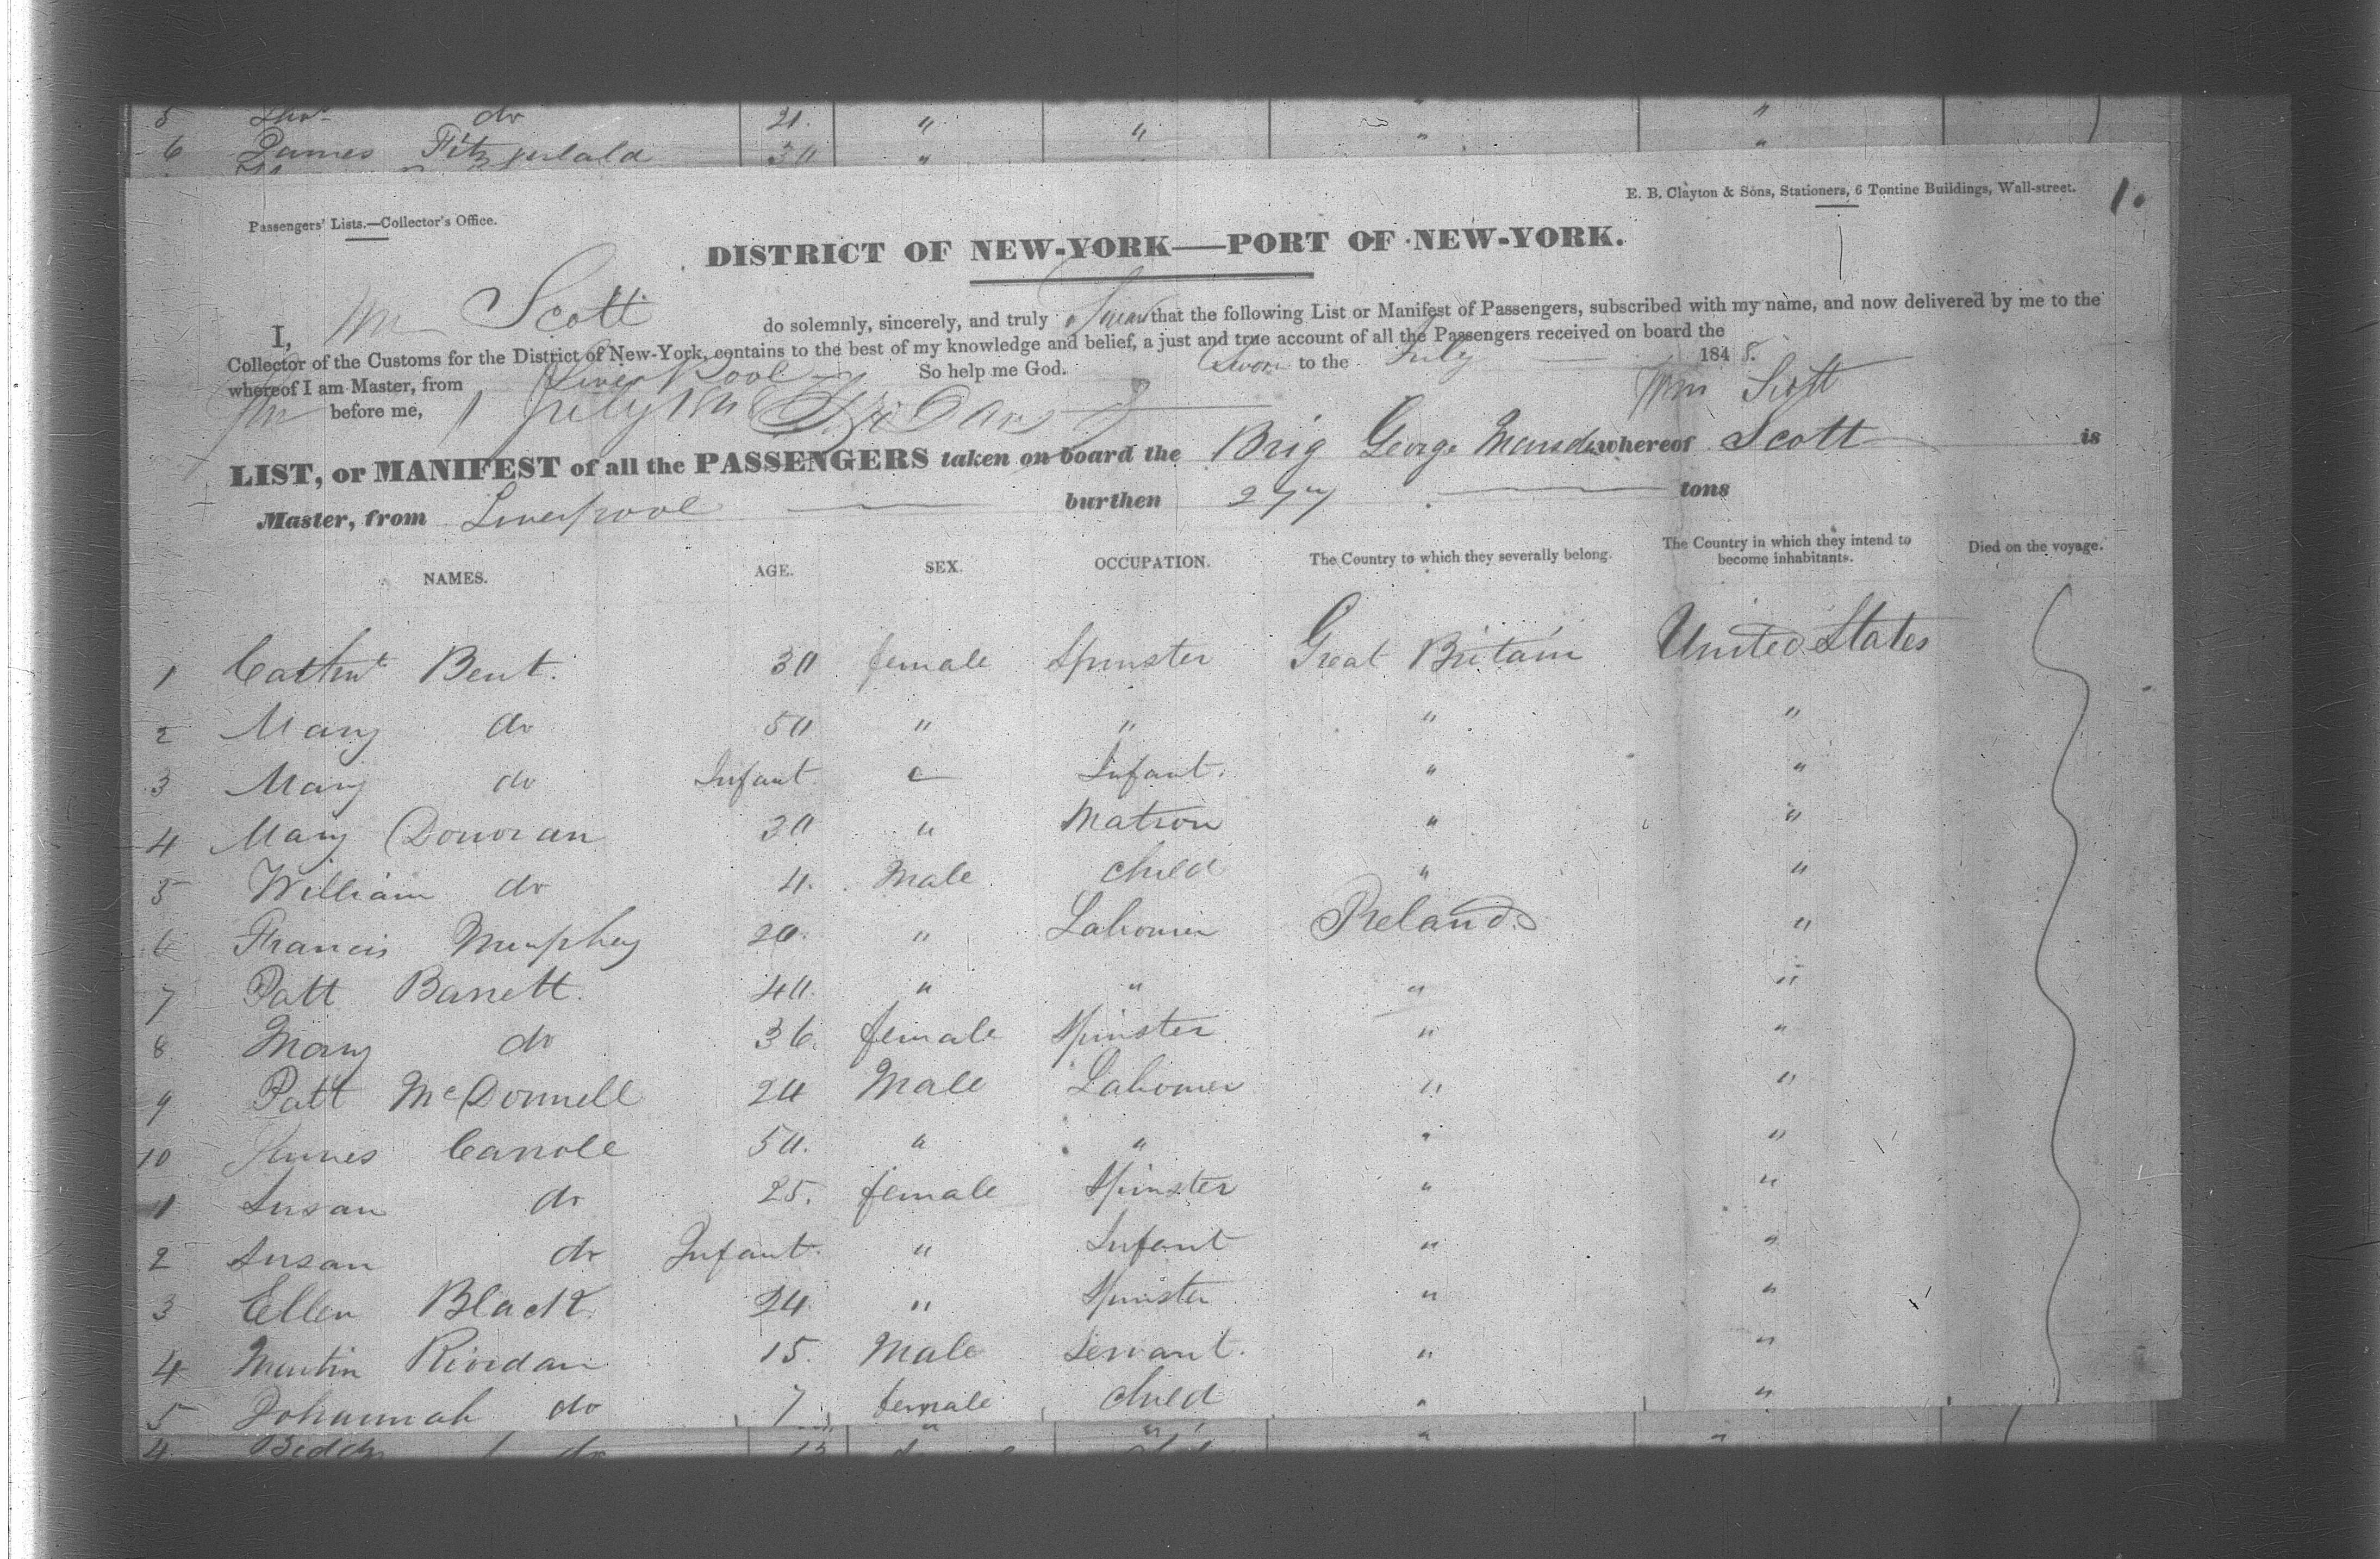 5 Thos do 21. " " " "
6 James Fitzgerald 30 " " "
E. B. Clayton & Sons, Stationers, 6 Tontine Buildings, Wall-street. 1.
Passengers' Lists.—Collector's Office.
DISTRICT OF NEW-YORK—PORT OF NEW-YORK.
I, Wm Scott do solemnly, sincerely, and truly Swear that the following List or Manifest of Passengers, subscribed with my name, and now delivered by me to the
Collector of the Customs for the District of New-York, contains to the best of my knowledge and belief, a just and true account of all the Passengers received on board the
whereof I am Master, from Liverpool So help me God.
Sworn to the July 1848.
Wm Scott
before me, July
LIST, or MANIFEST of all the PASSENGERS taken on board the Brig George Marsden whereof Scott is
Master, from Liverpool burthen 277 tons
NAMES. AGE. SEX. OCCUPATION. The Country to which they severally belong. The Country in which they intend to become inhabitants. Died on the voyage.
1 Cathne Bent. 30 female Spinster Great Britain United States
2 Mary do 50 " " " "
3 Mary do Infant " Infant. " "
4 Mary Donovan 30 " Matron " "
5 William do 4. Male Child " "
6 Francis Murphey 20. " Labourer Ireland. "
7 Patt Barrett. 40. " " " "
8 Mary do 36. female Spinster " "
9 Patt McDonnell 24 Male Labourer " "
10 James Carrole 50. " " " "
1 Susan do 25. female Spinster " "
2 Susan do Infant. " Infant " "
3 Ellen Black 24. " Spinster " "
4 Martin Riordan 15. Male Servant. " "
5 Johannah do 7 female Child " "
4 Biddy do 13 " "